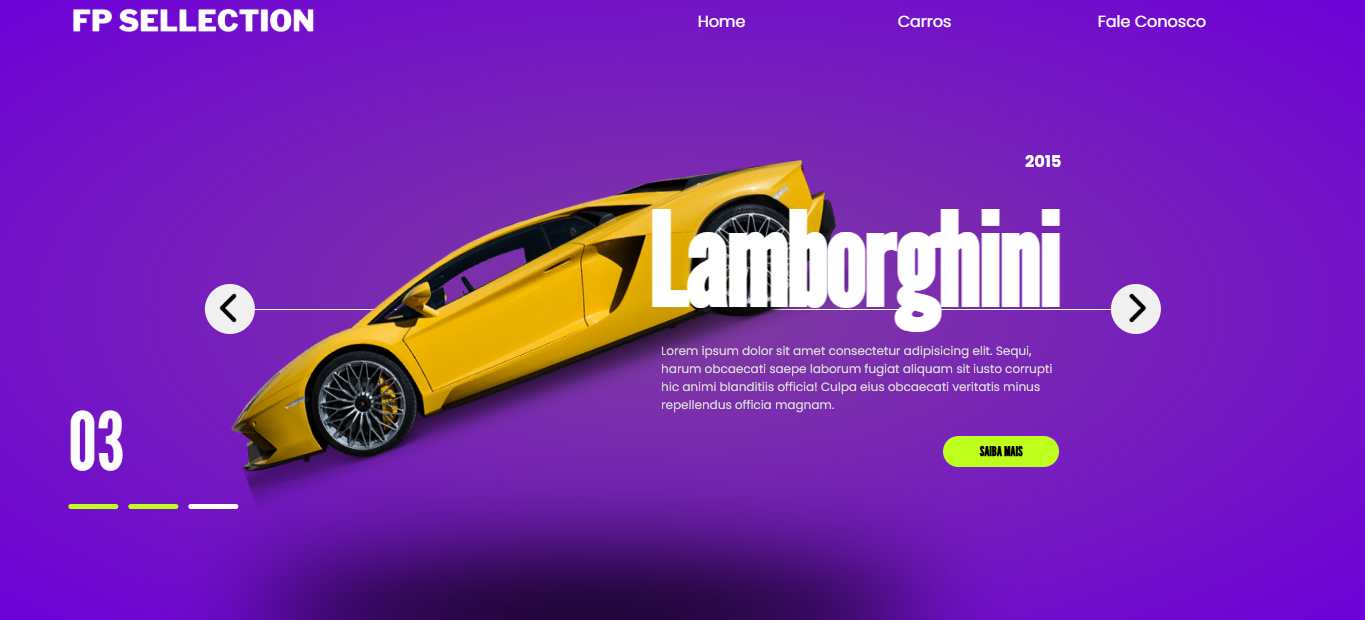 FP SELLECTION
Home
Carros
Fale Conosco
2015
Lamborghini
Lorem ipsum dolor sit amet consectetur adipisicing elit. Sequi,
harum obcaecati saepe laborum fugiat aliquam sit iusto corrupti
hic animi blanditiis officia! Culpa eius obcaecati veritatis minus
repellendus officia magnam.
03
SAIBA MAIS